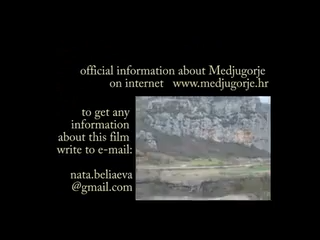 official information about Medjugorje
on internet www.medjugorje.hr
to get any
information
about this film
write to e-mail:
nata.beliaeva
@gmail.com